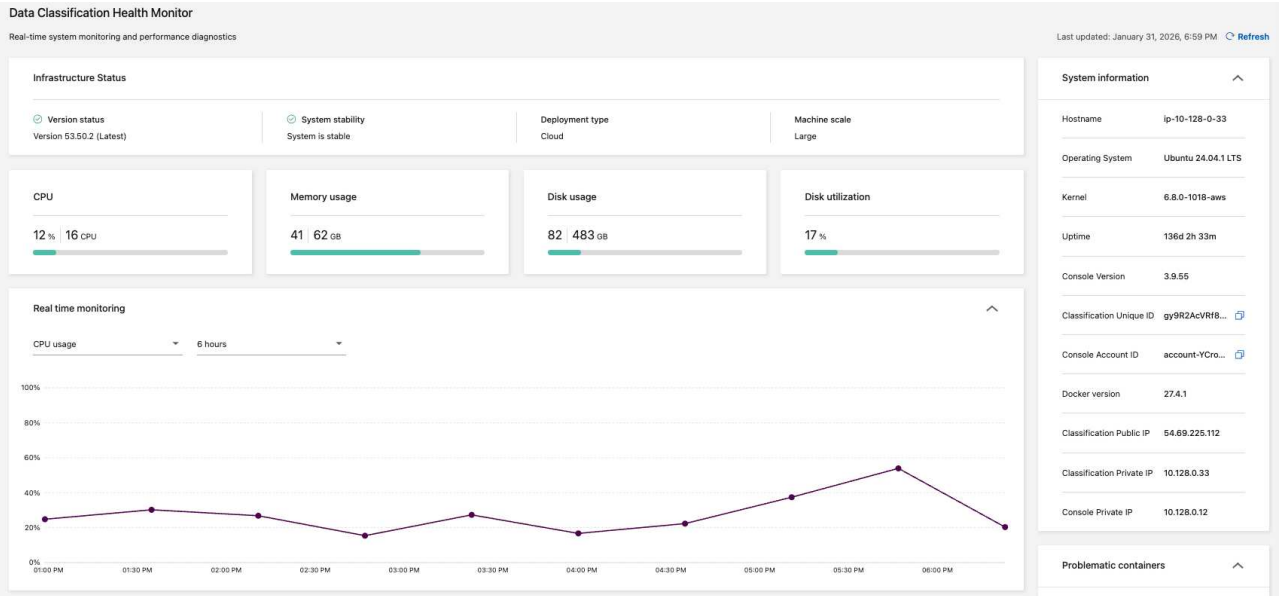 Data Classification Health Monitor
Real-time system monitoring and performance diagnostics
Last updated: January 31, 2026, 6:59 PM Refresh
Infrastructure Status
Version status
Version 53.50.2 (Latest)
System stability
System is stable
Deployment type
Cloud
Machine scale
Large
CPU
12 % 16 CPU
Memory usage
41 62 GB
Disk usage
82 483 GB
Disk utilization
17 %
Real time monitoring
CPU usage
6 hours
100%
80%
60%
40%
20%
0%
01:00 PM 01:30 PM 02:00 PM 02:30 PM 03:00 PM 03:30 PM 04:00 PM 04:30 PM 05:00 PM 05:30 PM 06:00 PM
System information
Hostname ip-10-128-0-33
Operating System Ubuntu 24.04.1 LTS
Kernel 6.8.0-1018-aws
Uptime 136d 2h 33m
Console Version 3.9.55
Classification Unique ID gy9R2AcVRf8...
Console Account ID account-YCro...
Docker version 27.4.1
Classification Public IP 54.69.225.112
Classification Private IP 10.128.0.33
Console Private IP 10.128.0.12
Problematic containers